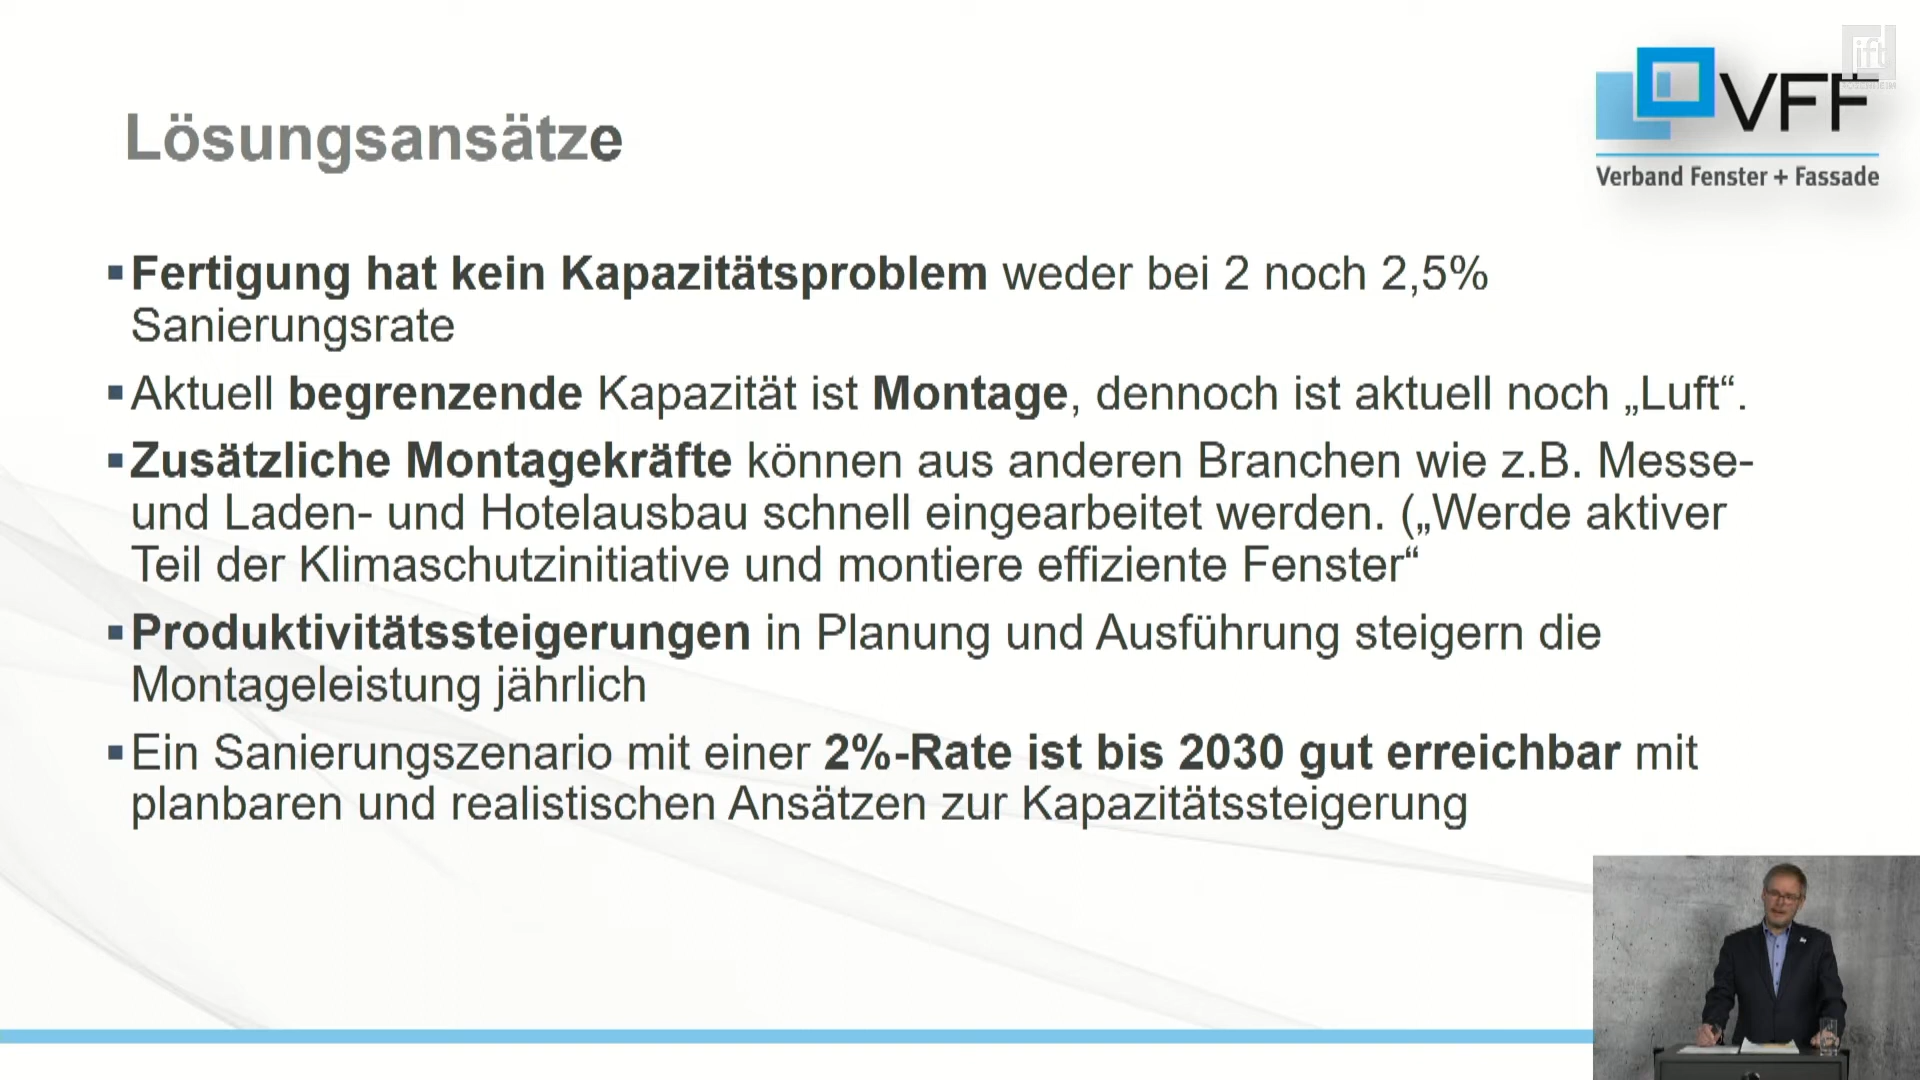 Lösungsansätze
ift
VFF
Verband Fenster + Fassade
▪Fertigung hat kein Kapazitätsproblem weder bei 2 noch 2,5%
Sanierungsrate
▪Aktuell begrenzende Kapazität ist Montage, dennoch ist aktuell noch „Luft“.
▪Zusätzliche Montagekräfte können aus anderen Branchen wie z.B. Messe-
und Laden- und Hotelausbau schnell eingearbeitet werden. („Werde aktiver
Teil der Klimaschutzinitiative und montiere effiziente Fenster“
▪Produktivitätssteigerungen in Planung und Ausführung steigern die
Montageleistung jährlich
▪Ein Sanierungszenario mit einer 2%-Rate ist bis 2030 gut erreichbar mit
planbaren und realistischen Ansätzen zur Kapazitätssteigerung